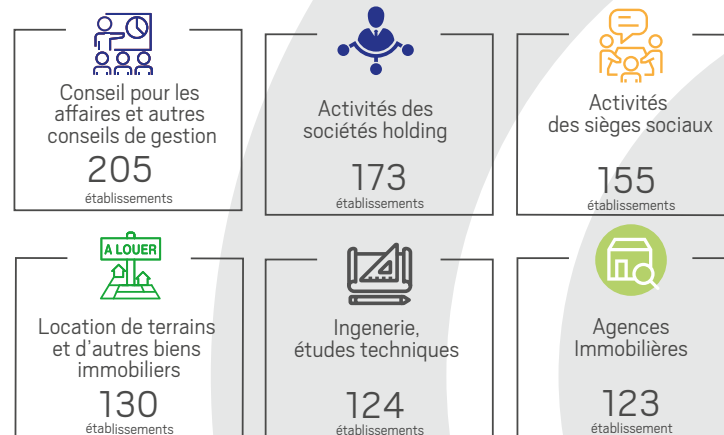 Conseil pour les
affaires et autres
conseils de gestion
205
établissements
Activités des
sociétés holding
173
établissements
Activités
des sièges sociaux
155
établissements
A LOUER
Location de terrains
et d'autres biens
immobiliers
130
établissements
Ingenerie,
études techniques
124
établissements
Agences
Immobilières
123
établissement